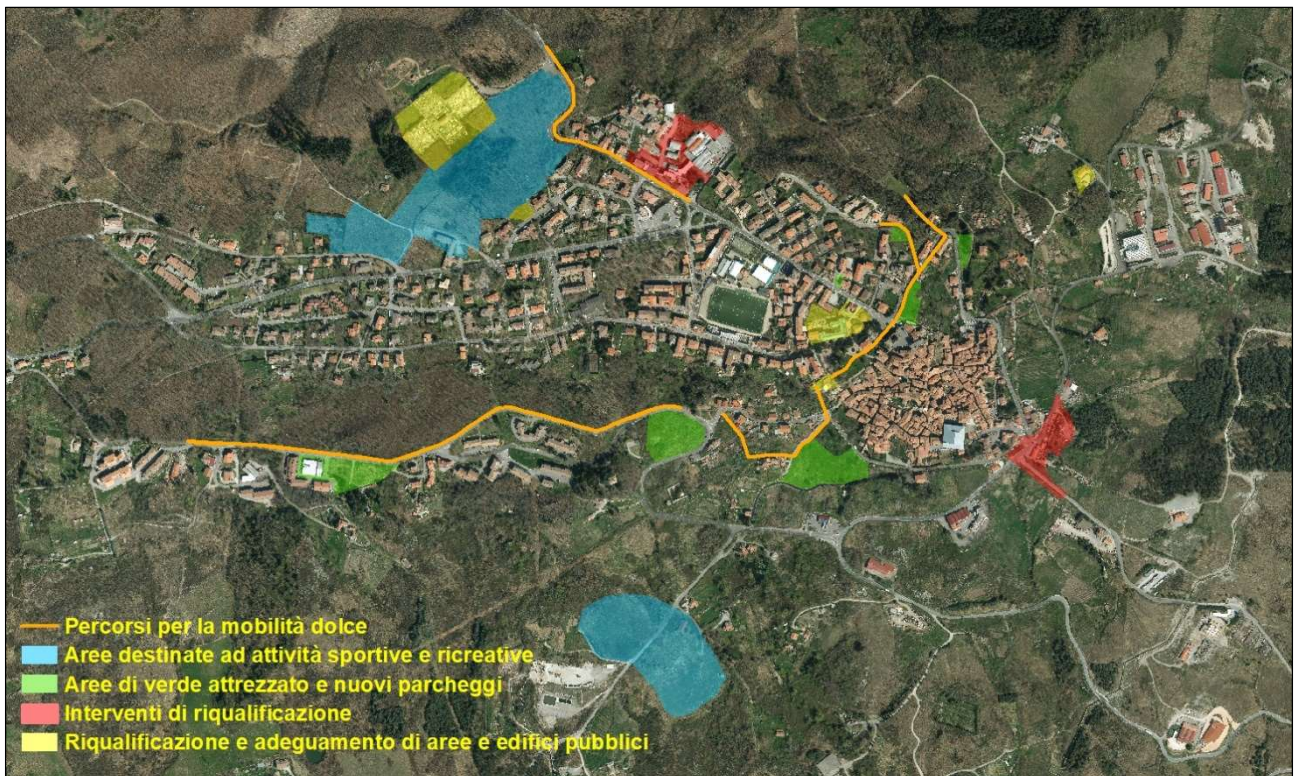 Percorsi per la mobilità dolce
Aree destinate ad attività sportive e ricreative
Aree di verde attrezzato e nuovi parcheggi
Interventi di riqualificazione
Riqualificazione e adeguamento di aree e edifici pubblici